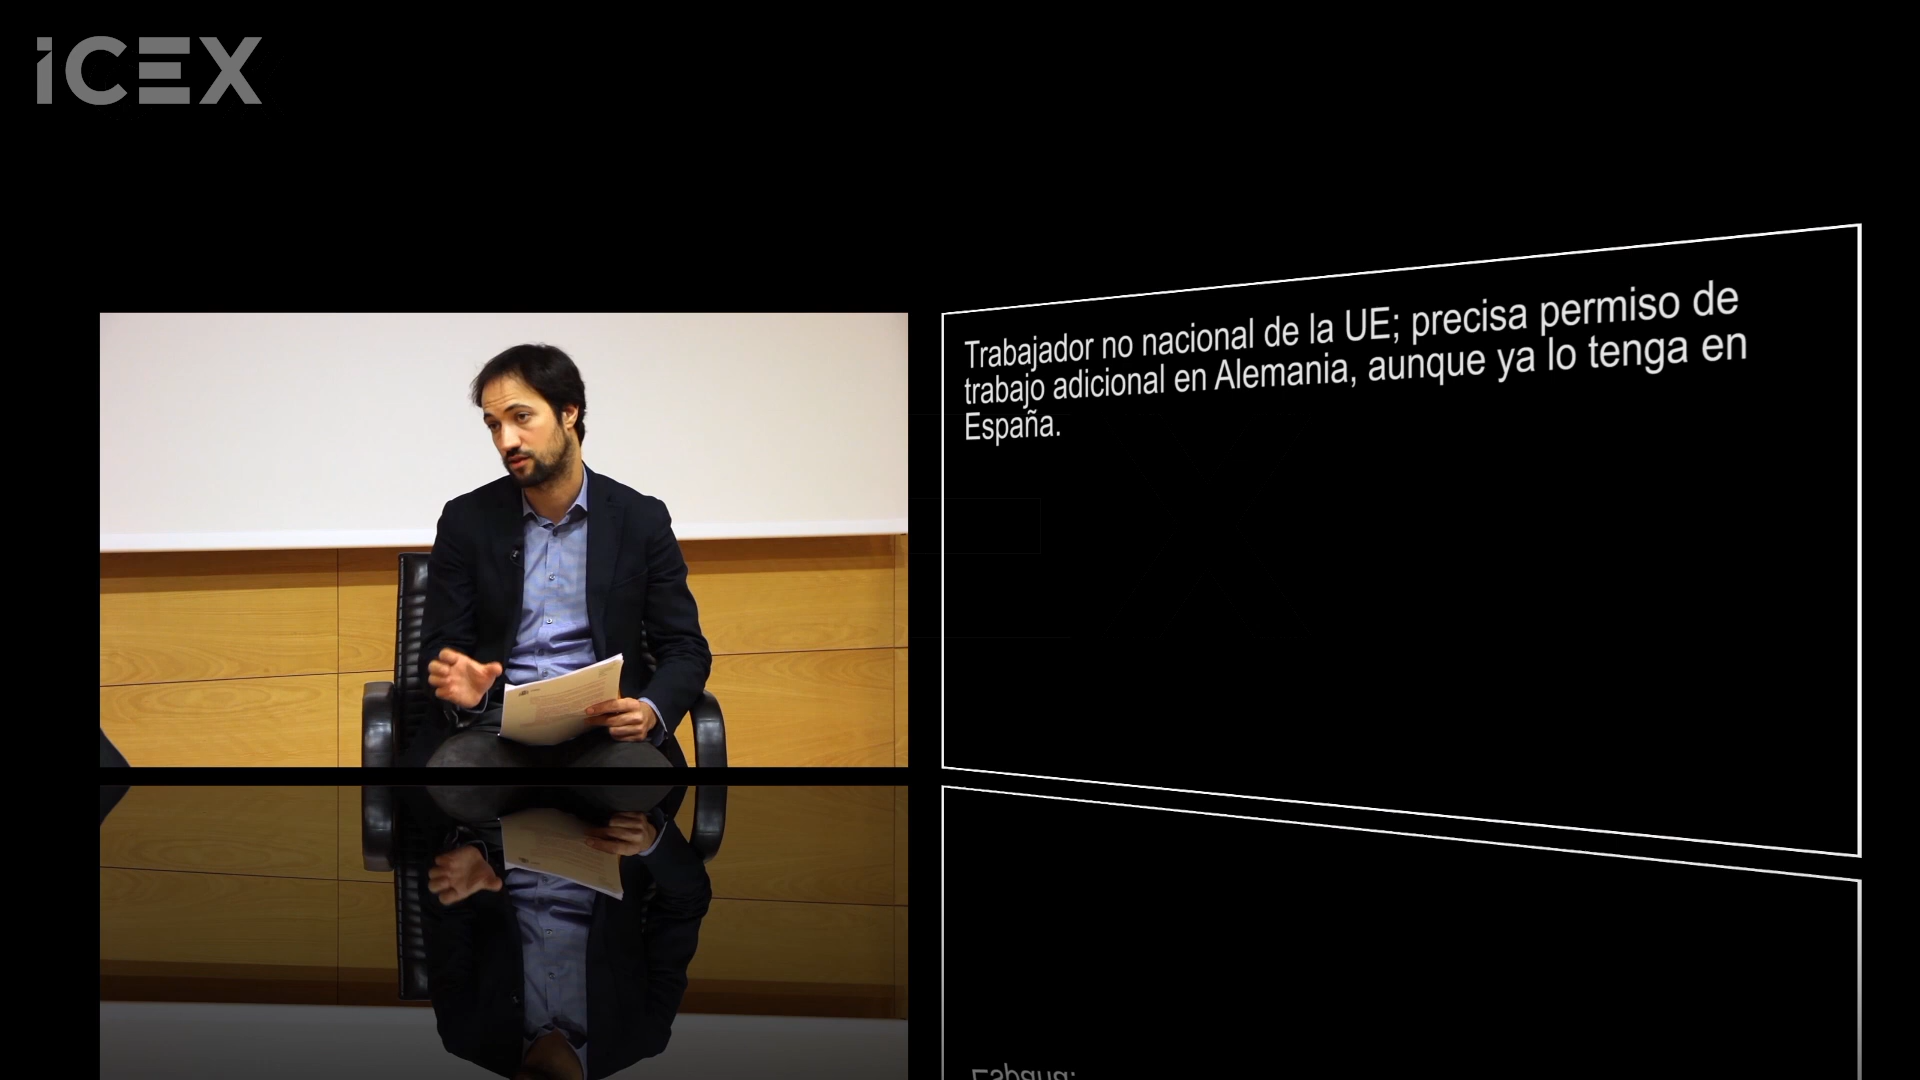 iCEX
Trabajador no nacional de la UE; precisa permiso de
trabajo adicional en Alemania, aunque ya lo tenga en
España.